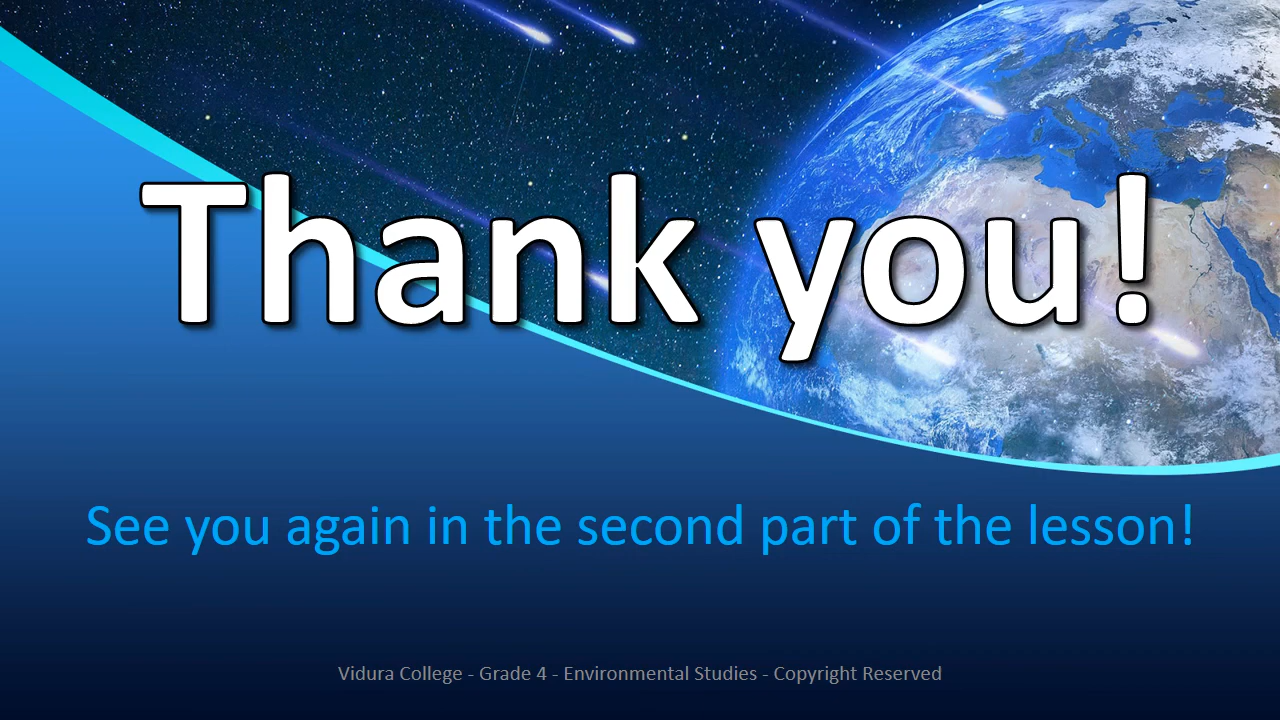 Thank you!
See you again in the second part of the lesson!
Vidura College - Grade 4 - Environmental Studies - Copyright Reserved